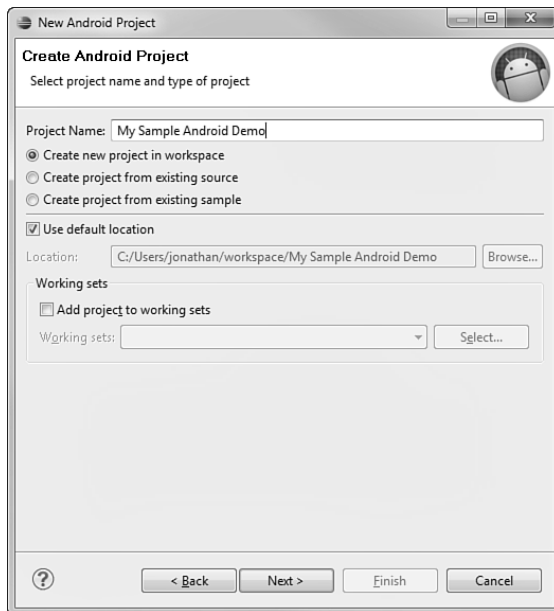 New Android Project
Create Android Project
Select project name and type of project
Project Name: My Sample Android Demo
Create new project in workspace
Create project from existing source
Create project from existing sample
Use default location
Location: C:/Users/jonathan/workspace/My Sample Android Demo Browse...
Working sets
Add project to working sets
Working sets: Select...
? < Back Next > Finish Cancel